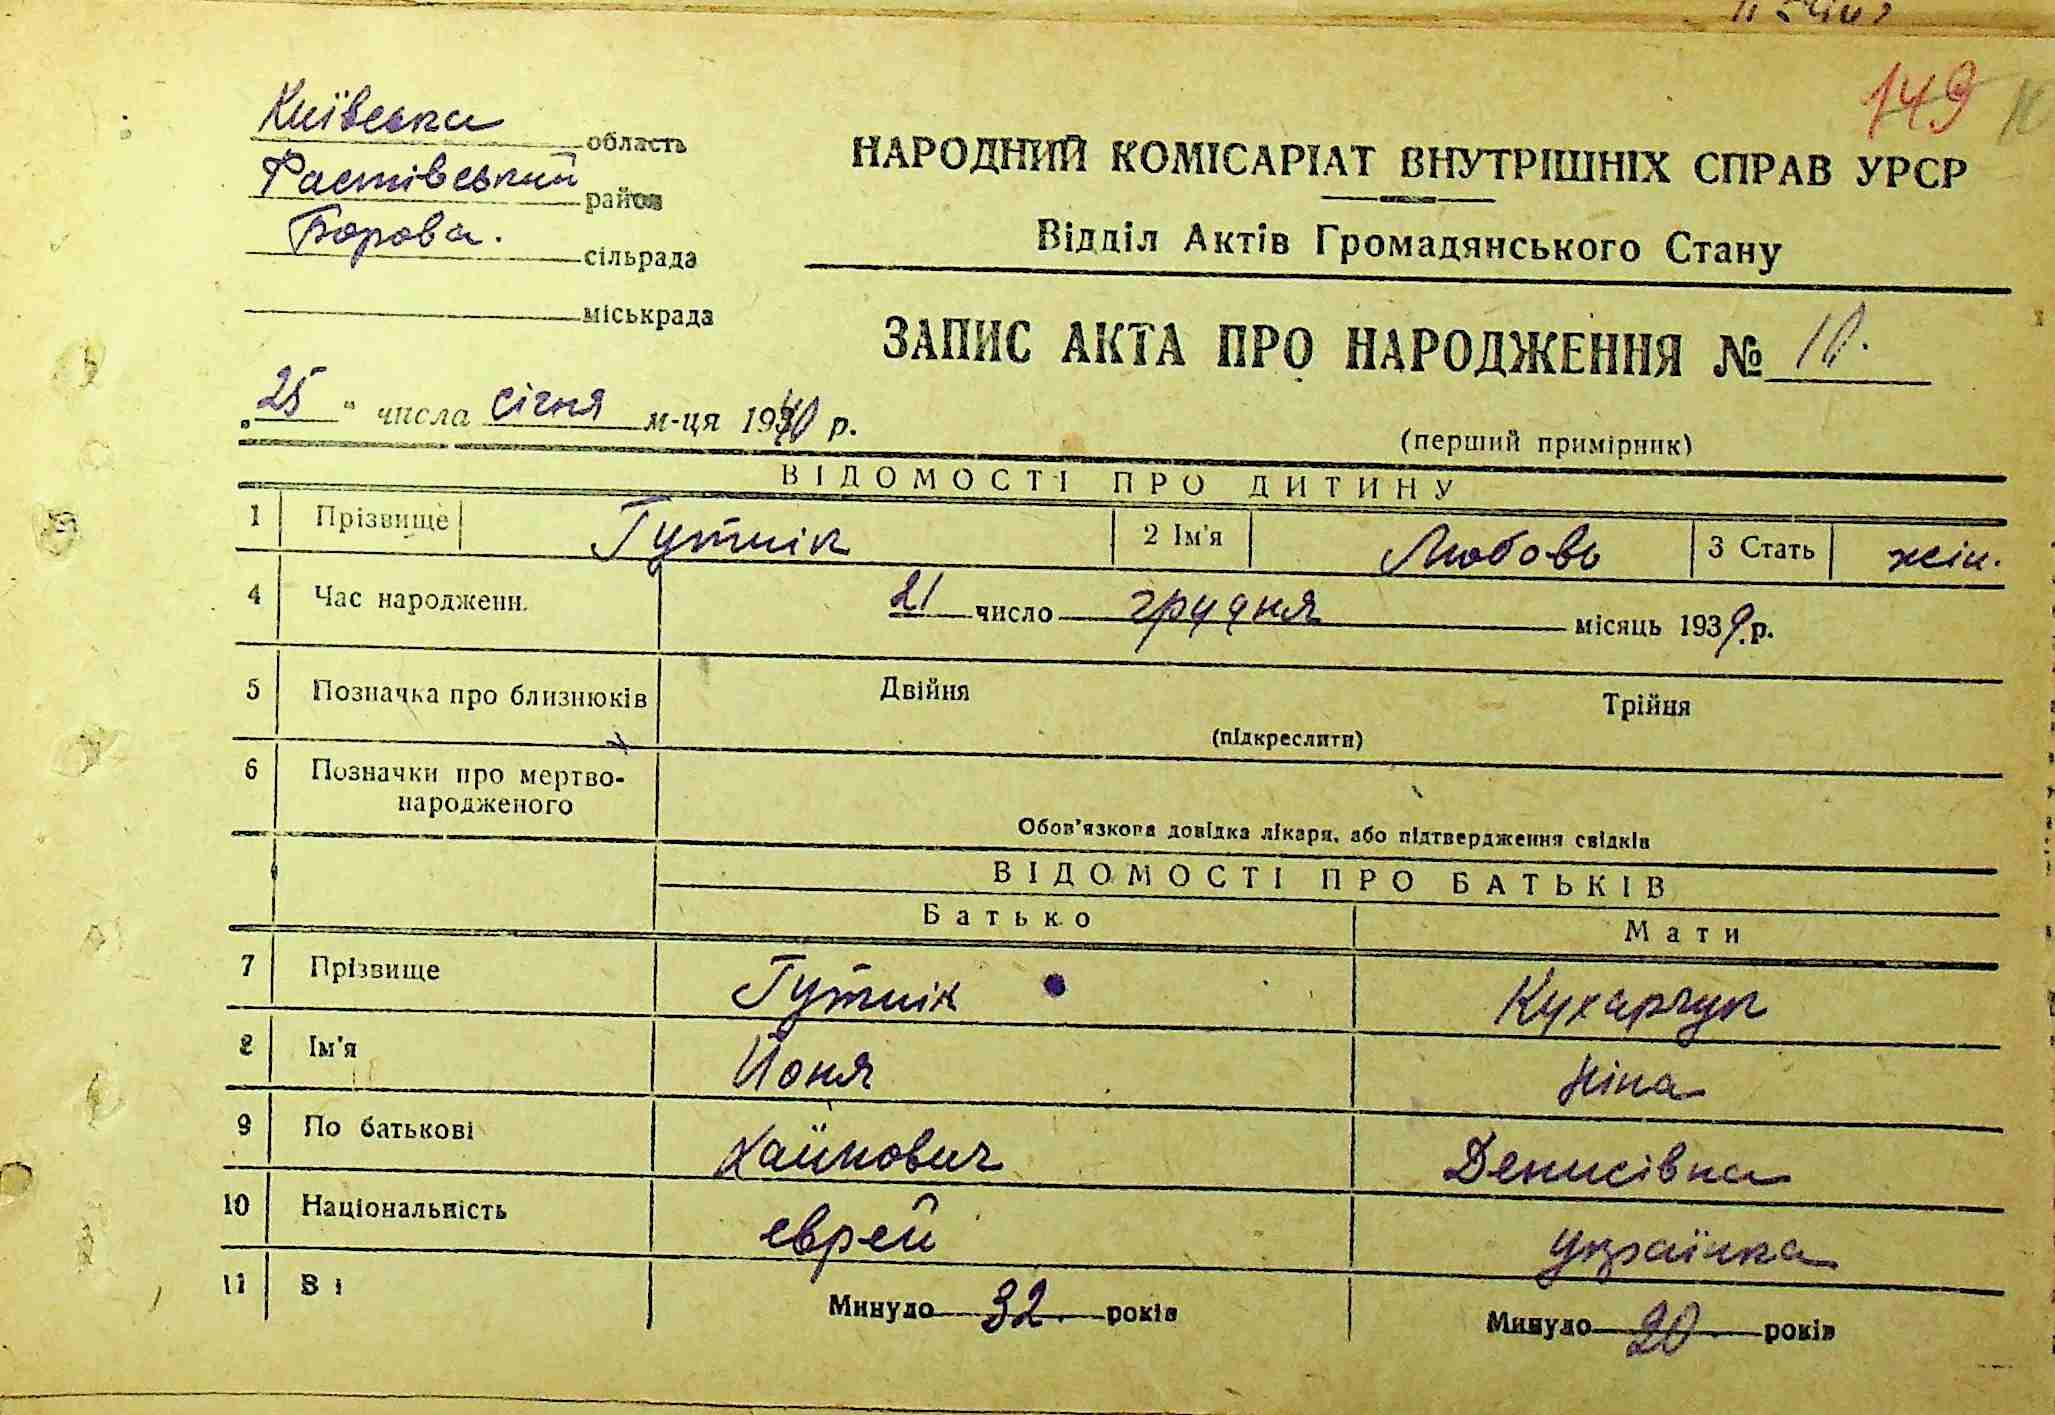 149
Київська область
Фастівський район
Борова. сільрада
міськрада
НАРОДНИЙ КОМІСАРІАТ ВНУТРІШНІХ СПРАВ УРСР
Відділ Актів Громадянського Стану
ЗАПИС АКТА ПРО НАРОДЖЕННЯ № 10.
„25" числа січня м-ця 1940 р.
(перший примірник)
ВІДОМОСТІ ПРО ДИТИНУ
1 Прізвище Гутнік 2 Ім'я Любовь 3 Стать жін.
4 Час народженн. 21 число грудня місяць 1939 р.
5 Позначка про близнюків Двійня Трійня
(підкреслити)
6 Позначки про мертво-
народженого
Обов'язкова довідка лікаря, або підтвердження свідків
ВІДОМОСТІ ПРО БАТЬКІВ
Батько Мати
7 Прізвище Гутнік Кухарчук
8 Ім'я Йоня Ніна
9 По батькові Хаїмович Денисівна
10 Національність еврей українка
11 Ві Минуло 32 років Минуло 20 років